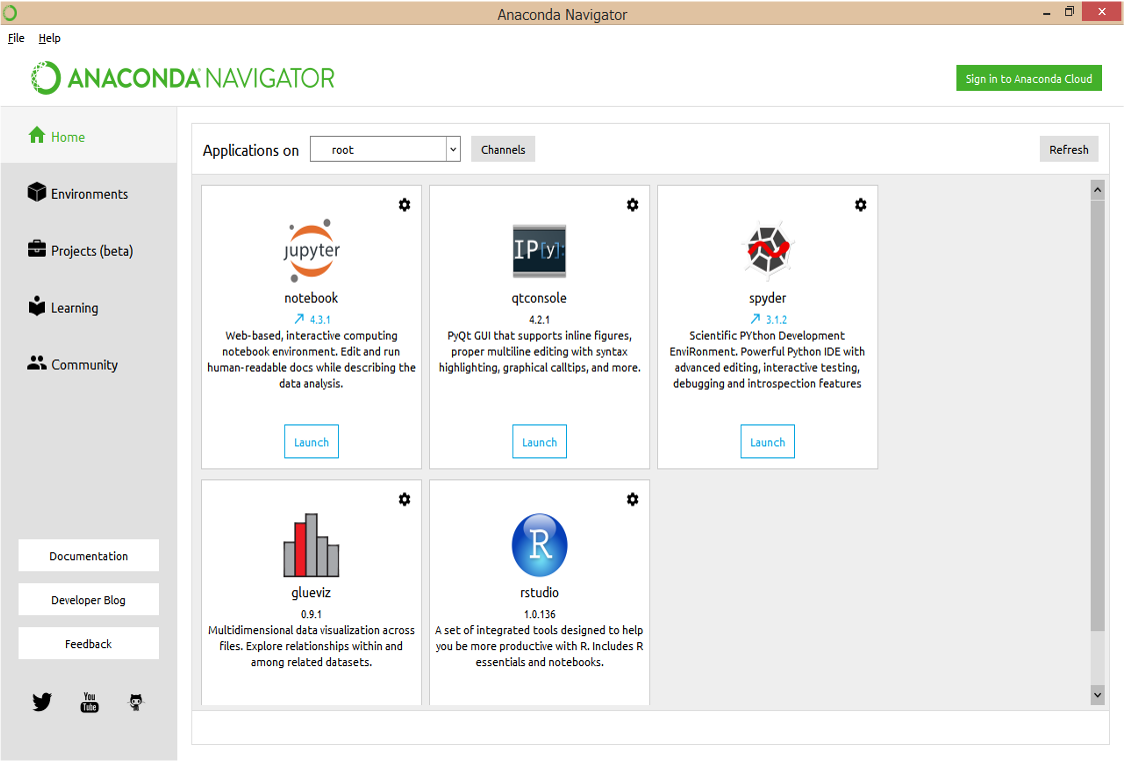 Anaconda Navigator
File Help
ANACONDA NAVIGATOR
Sign in to Anaconda Cloud
Home
Environments
Projects (beta)
Learning
Community
Documentation
Developer Blog
Feedback
You
Tube
Applications on root Channels Refresh
jupyter
notebook
4.3.1
Web-based, interactive computing
notebook environment. Edit and run
human-readable docs while describing the
data analysis.
Launch
IP[y]:
qtconsole
4.2.1
PyQt GUI that supports inline figures,
proper multiline editing with syntax
highlighting, graphical calltips, and more.
Launch
spyder
3.1.2
Scientific PYthon Development
EnviRonment. Powerful Python IDE with
advanced editing, interactive testing,
debugging and introspection features
Launch
glueviz
0.9.1
Multidimensional data visualization across
files. Explore relationships within and
among related datasets.
R
rstudio
1.0.136
A set of integrated tools designed to help
you be more productive with R. Includes R
essentials and notebooks.